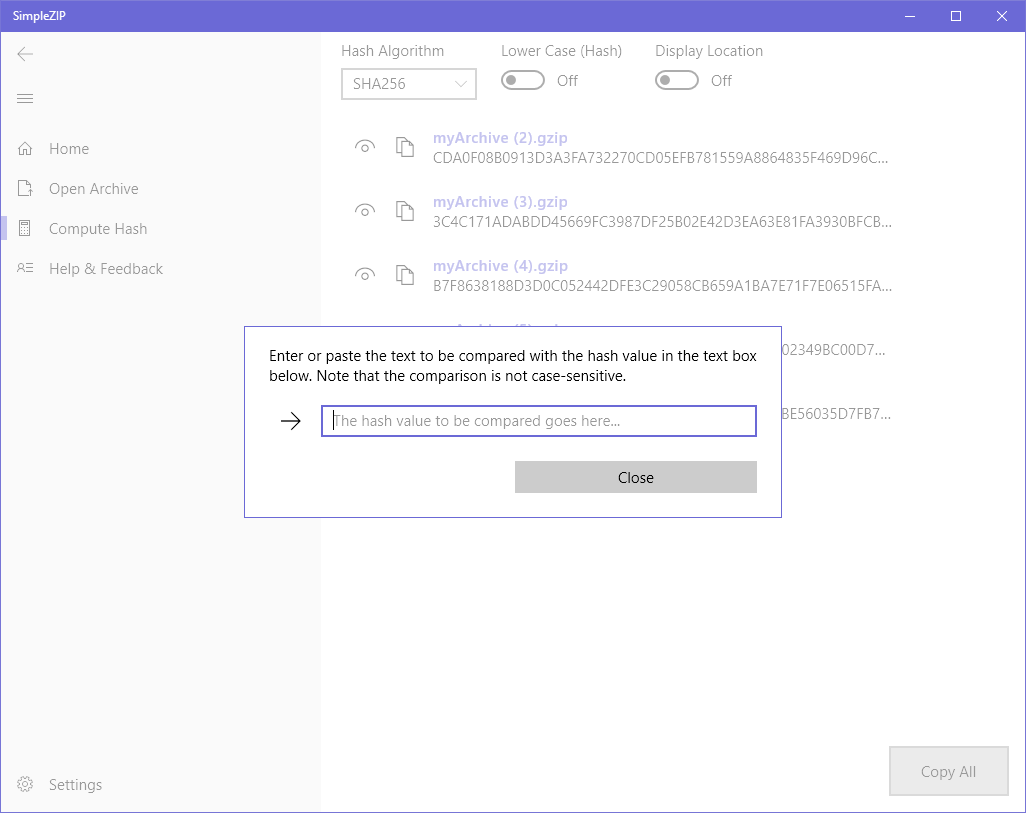 SimpleZIP
Hash Algorithm
Lower Case (Hash)
Display Location
SHA256
Off
Off
Home
Open Archive
Compute Hash
Help & Feedback
myArchive (2).gzip
CDA0F08B0913D3A3FA732270CD05EFB781559A8864835F469D96C...
myArchive (3).gzip
3C4C171ADABDD45669FC3987DF25B02E42D3EA63E81FA3930BFCB...
myArchive (4).gzip
B7F8638188D3D0C052442DFE3C29058CB659A1BA7E71F7E06515FA...
02349BC00D7...
BE56035D7FB7...
Enter or paste the text to be compared with the hash value in the text box
below. Note that the comparison is not case-sensitive.
The hash value to be compared goes here...
Close
Copy All
Settings